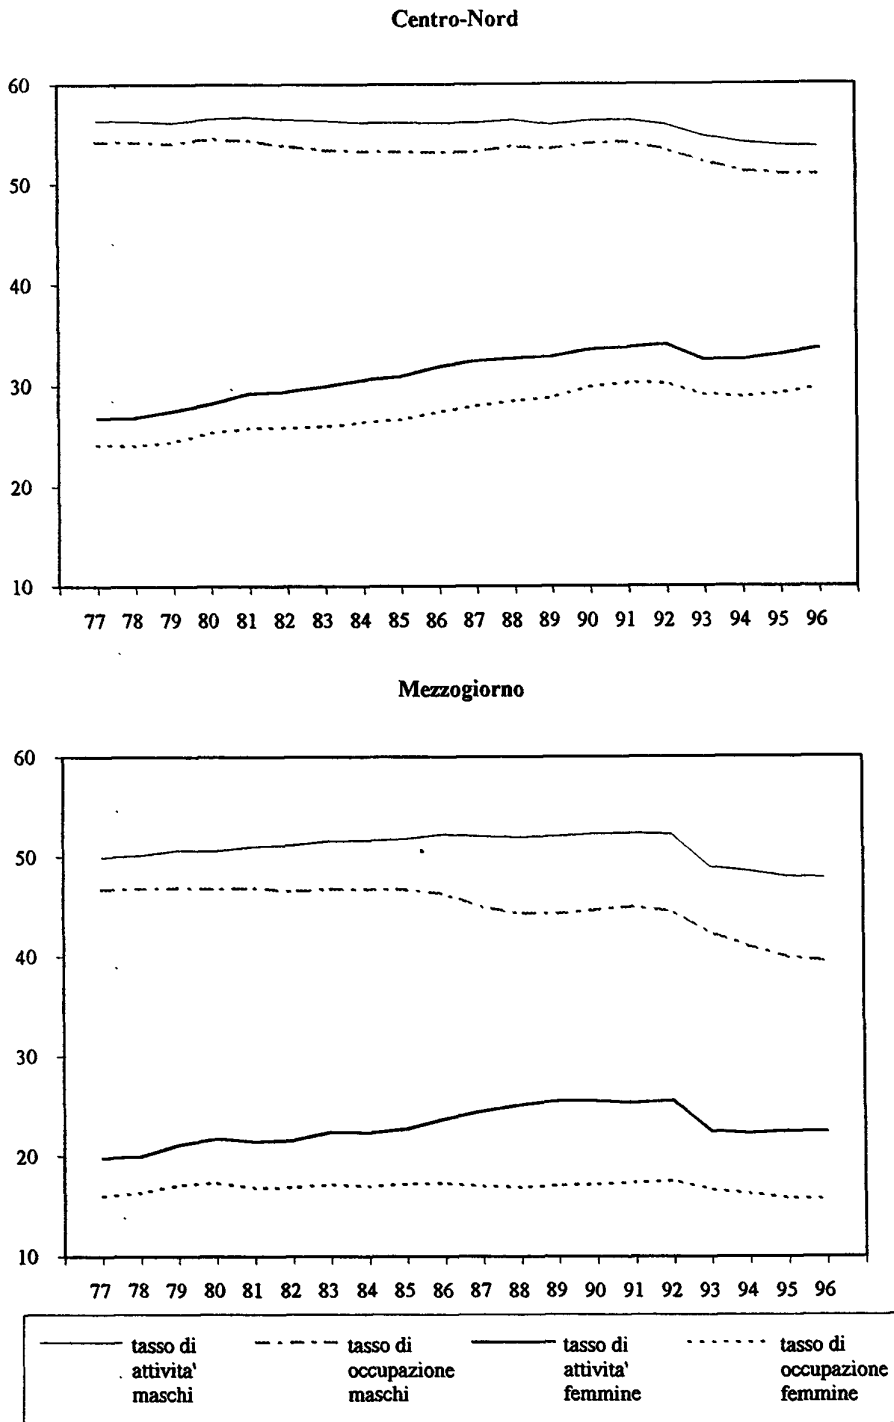 Centro-Nord
60
50
40
30
20
10
77 78 79 80 81 82 83 84 85 86 87 88 89 90 91 92 93 94 95 96
Mezzogiorno
60
50
40
30
20
10
77 78 79 80 81 82 83 84 85 86 87 88 89 90 91 92 93 94 95 96
tasso di attivita' maschi
tasso di occupazione maschi
tasso di attivita' femmine
tasso di occupazione femmine